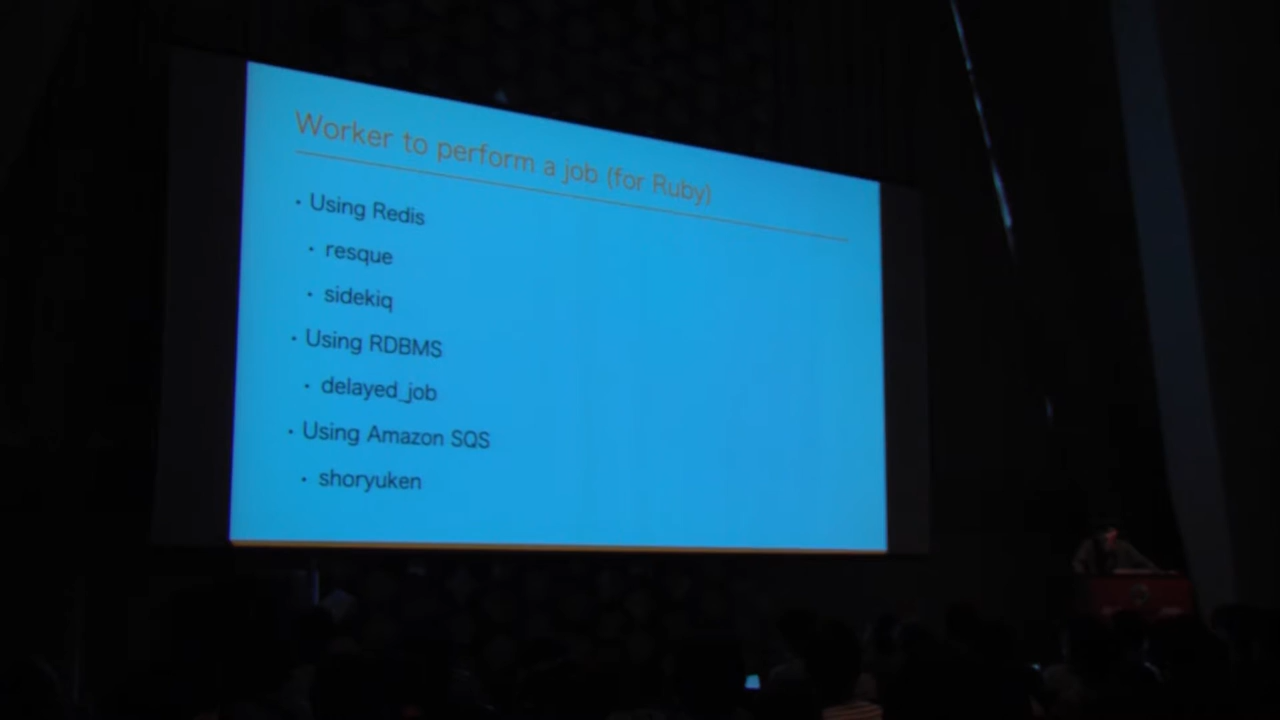 Worker to perform a job (for Ruby)
・Using Redis
・resque
・sidekiq
・Using RDBMS
・delayed_job
・Using Amazon SQS
・shoryuken